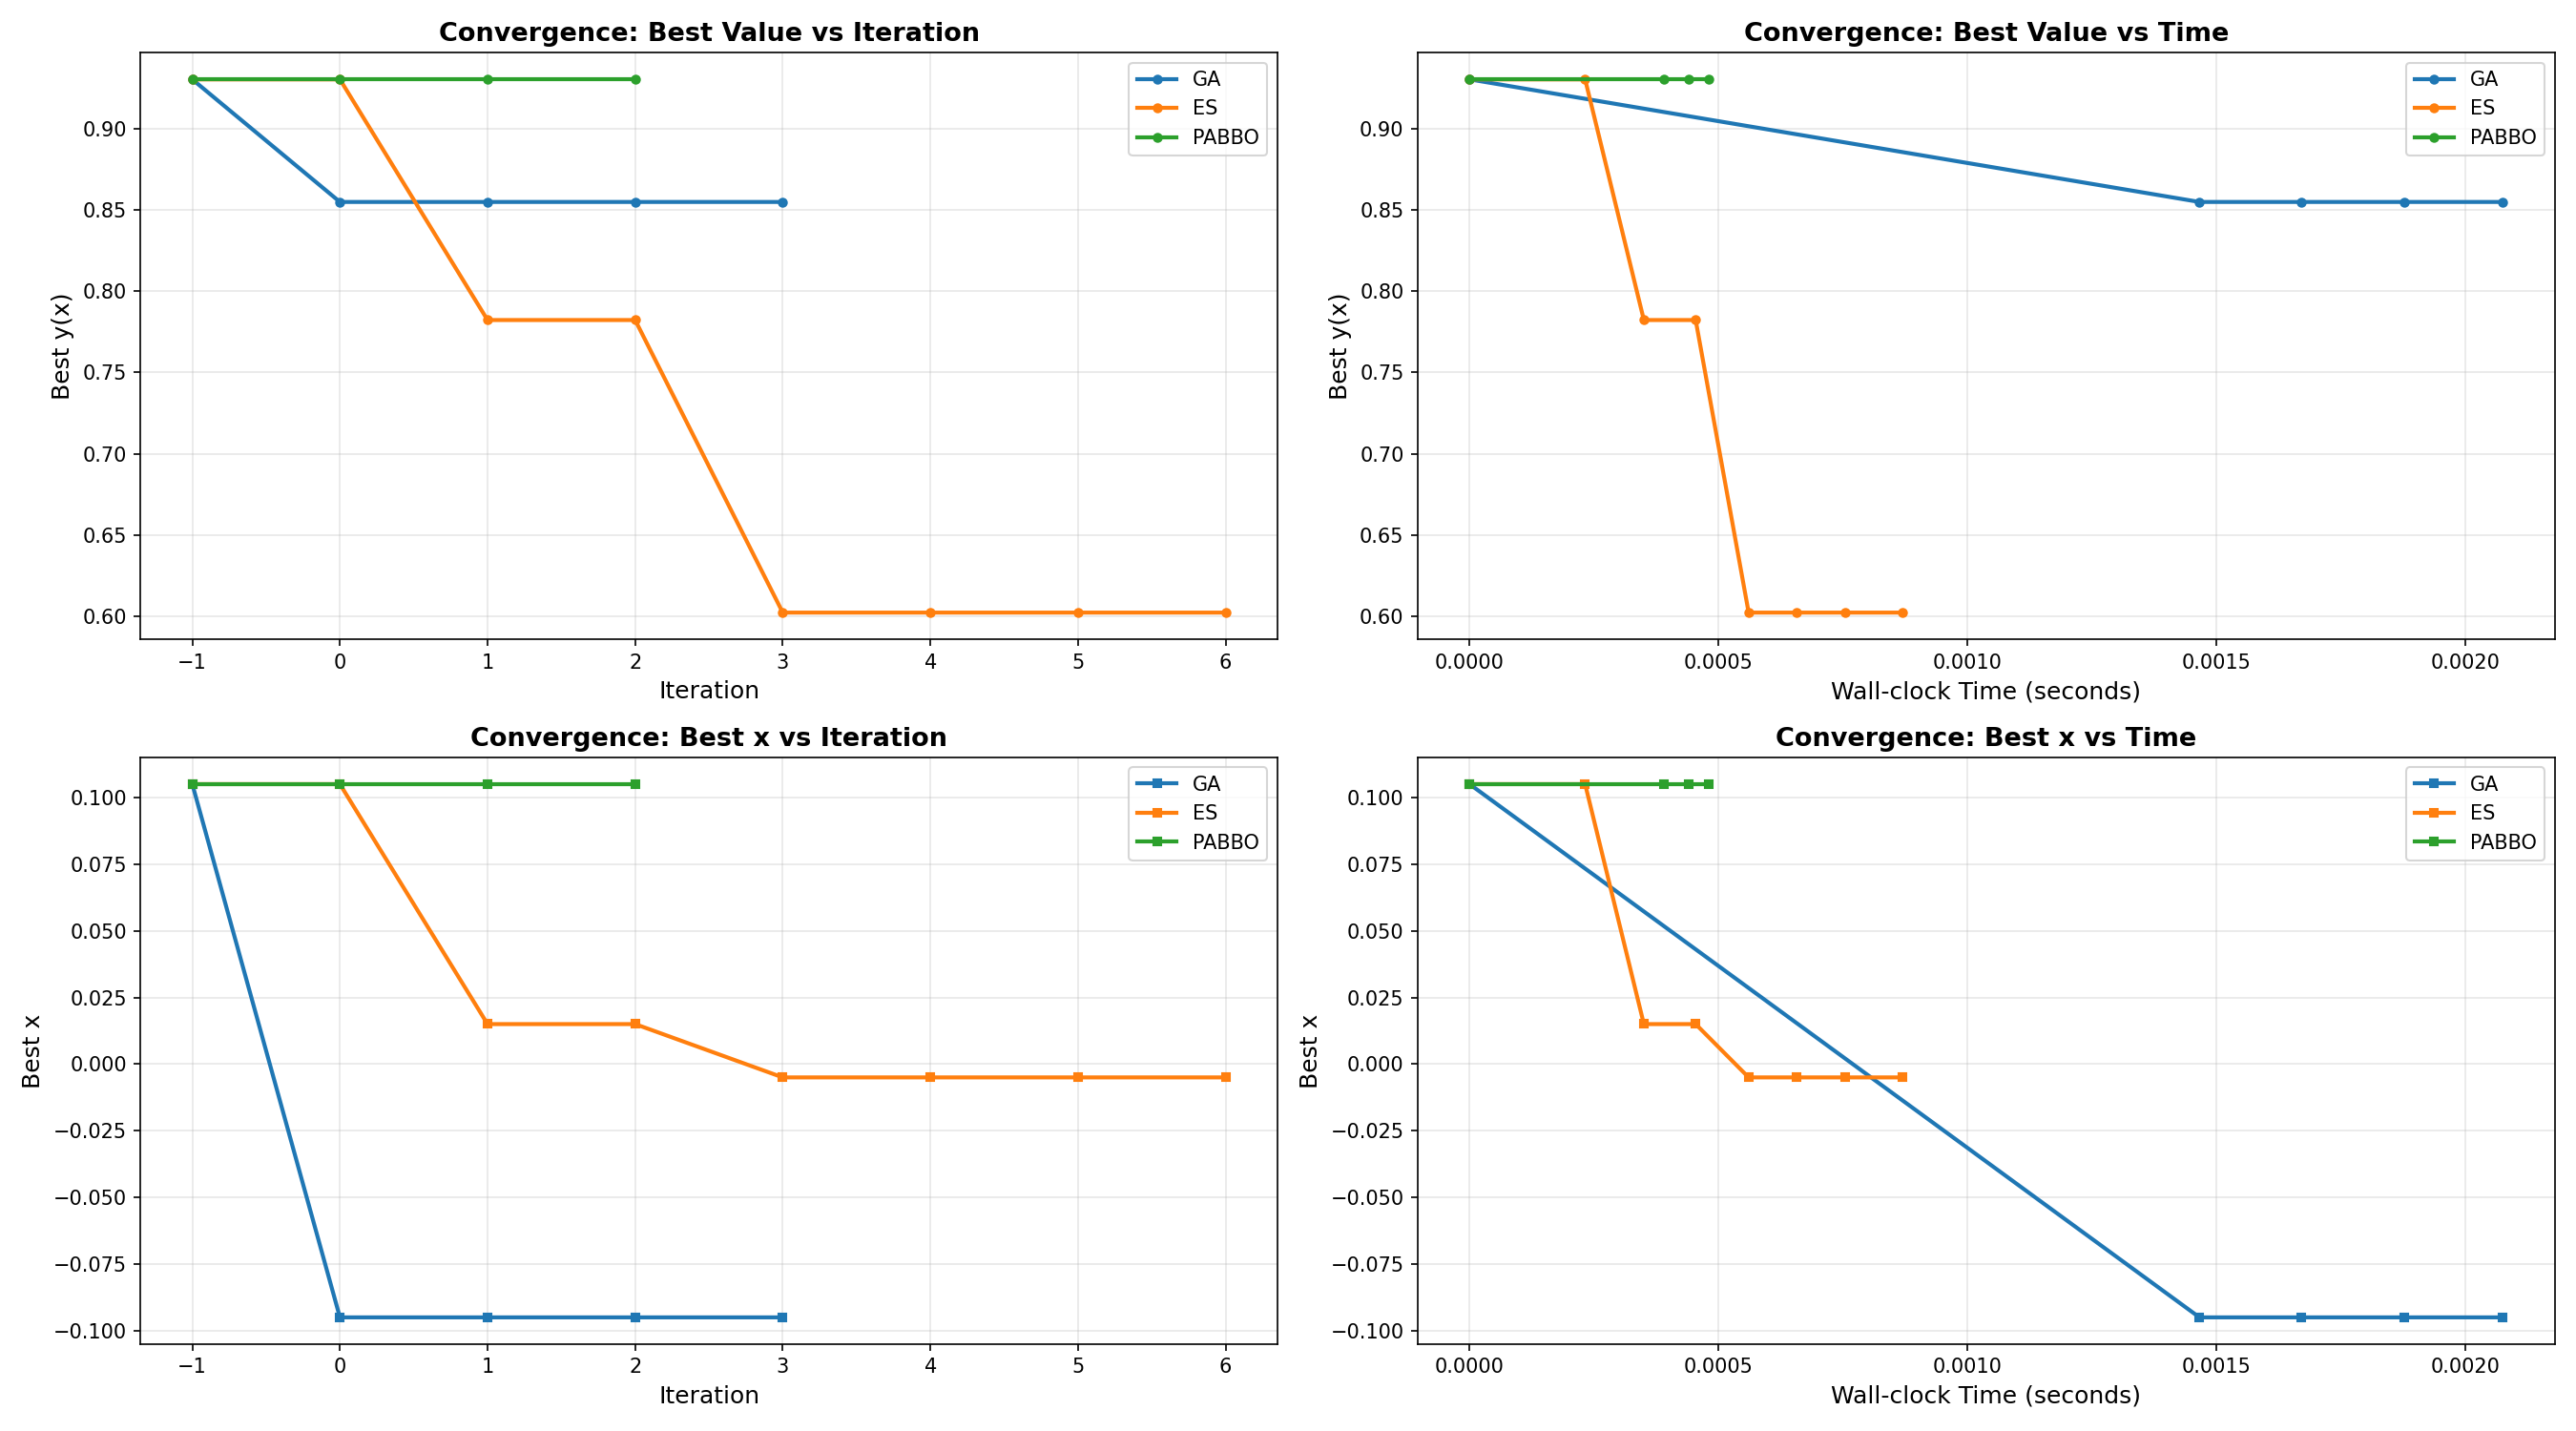 Convergence: Best Value vs Iteration
Best y(x)
0.90
0.85
0.80
0.75
0.70
0.65
0.60
GA
ES
PABBO
−1 0 1 2 3 4 5 6
Iteration
Convergence: Best Value vs Time
Best y(x)
0.90
0.85
0.80
0.75
0.70
0.65
0.60
GA
ES
PABBO
0.0000 0.0005 0.0010 0.0015 0.0020
Wall-clock Time (seconds)
Convergence: Best x vs Iteration
Best x
0.100
0.075
0.050
0.025
0.000
−0.025
−0.050
−0.075
−0.100
GA
ES
PABBO
−1 0 1 2 3 4 5 6
Iteration
Convergence: Best x vs Time
Best x
0.100
0.075
0.050
0.025
0.000
−0.025
−0.050
−0.075
−0.100
GA
ES
PABBO
0.0000 0.0005 0.0010 0.0015 0.0020
Wall-clock Time (seconds)